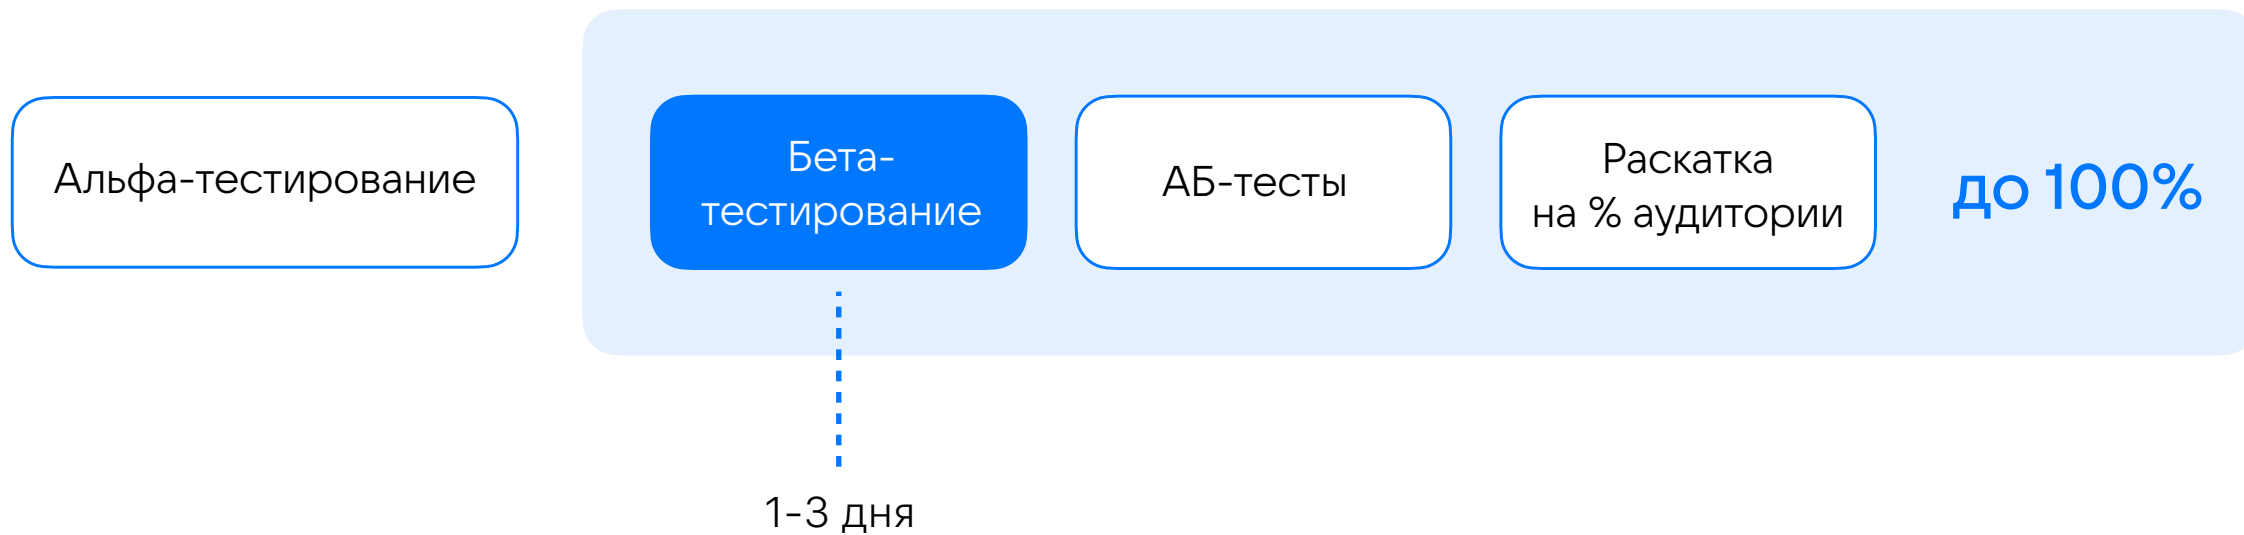 Альфа-тестирование
Бета-
тестирование
АБ-тесты
Раскатка
на % аудитории
до 100%
1-3 дня